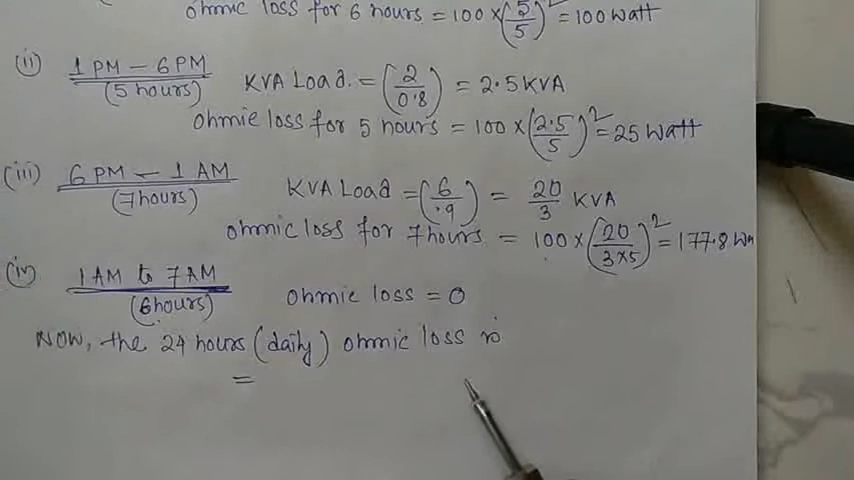 ohmic loss for 6 hours = 100 × (5/5)² = 100 watt
(ii) 1 PM – 6 PM (5 hours) KVA Load. = (2/0.8) = 2.5 KVA
ohmic loss for 5 hours = 100 × (2.5/5)² = 25 watt
(iii) 6 PM – 1 AM (7 hours) KVA Load = (6/.9) = 20/3 KVA
ohmic loss for 7 hours = 100 × (20/3×5)² = 177.8 Wa
(iv) 1 AM to 7 AM (6 hours) ohmic loss = 0
Now, the 24 hours (daily) ohmic loss is
=